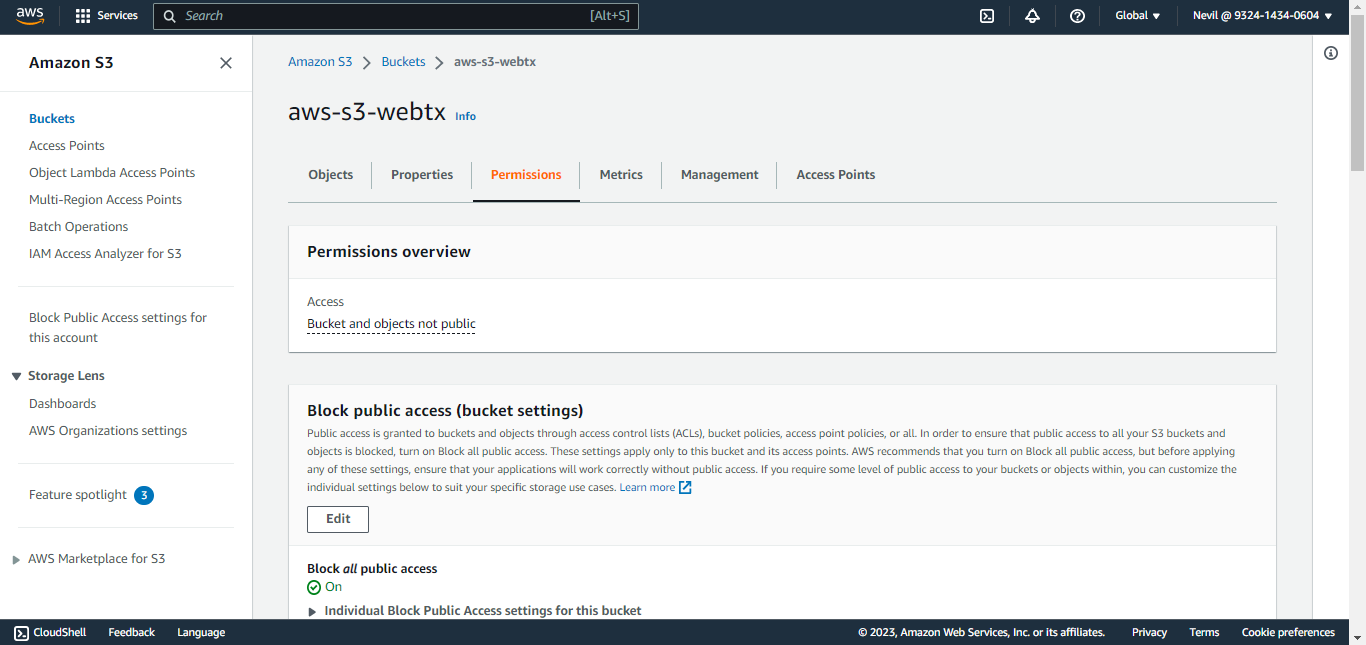 aws Services Search [Alt+S] Global Nevil @ 9324-1434-0604
Amazon S3
Buckets
Access Points
Object Lambda Access Points
Multi-Region Access Points
Batch Operations
IAM Access Analyzer for S3
Block Public Access settings for
this account
Storage Lens
Dashboards
AWS Organizations settings
Feature spotlight 3
AWS Marketplace for S3
Amazon S3 Buckets aws-s3-webtx
aws-s3-webtx Info
Objects Properties Permissions Metrics Management Access Points
Permissions overview
Access
Bucket and objects not public
Block public access (bucket settings)
Public access is granted to buckets and objects through access control lists (ACLs), bucket policies, access point policies, or all. In order to ensure that public access to all your S3 buckets and
objects is blocked, turn on Block all public access. These settings apply only to this bucket and its access points. AWS recommends that you turn on Block all public access, but before applying
any of these settings, ensure that your applications will work correctly without public access. If you require some level of public access to your buckets or objects within, you can customize the
individual settings below to suit your specific storage use cases. Learn more
Edit
Block all public access
On
Individual Block Public Access settings for this bucket
CloudShell Feedback Language © 2023, Amazon Web Services, Inc. or its affiliates. Privacy Terms Cookie preferences